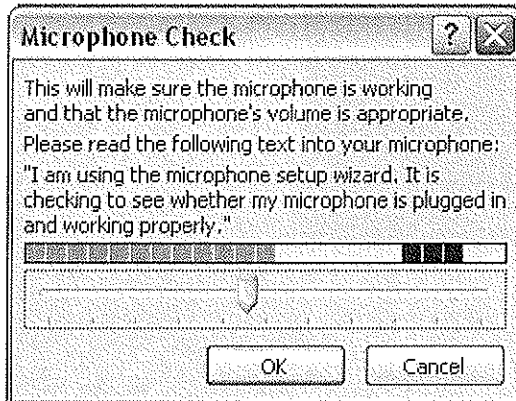 Microphone Check
?
This will make sure the microphone is working
and that the microphone's volume is appropriate.
Please read the following text into your microphone:
"I am using the microphone setup wizard. It is
checking to see whether my microphone is plugged in
and working properly."
OK
Cancel